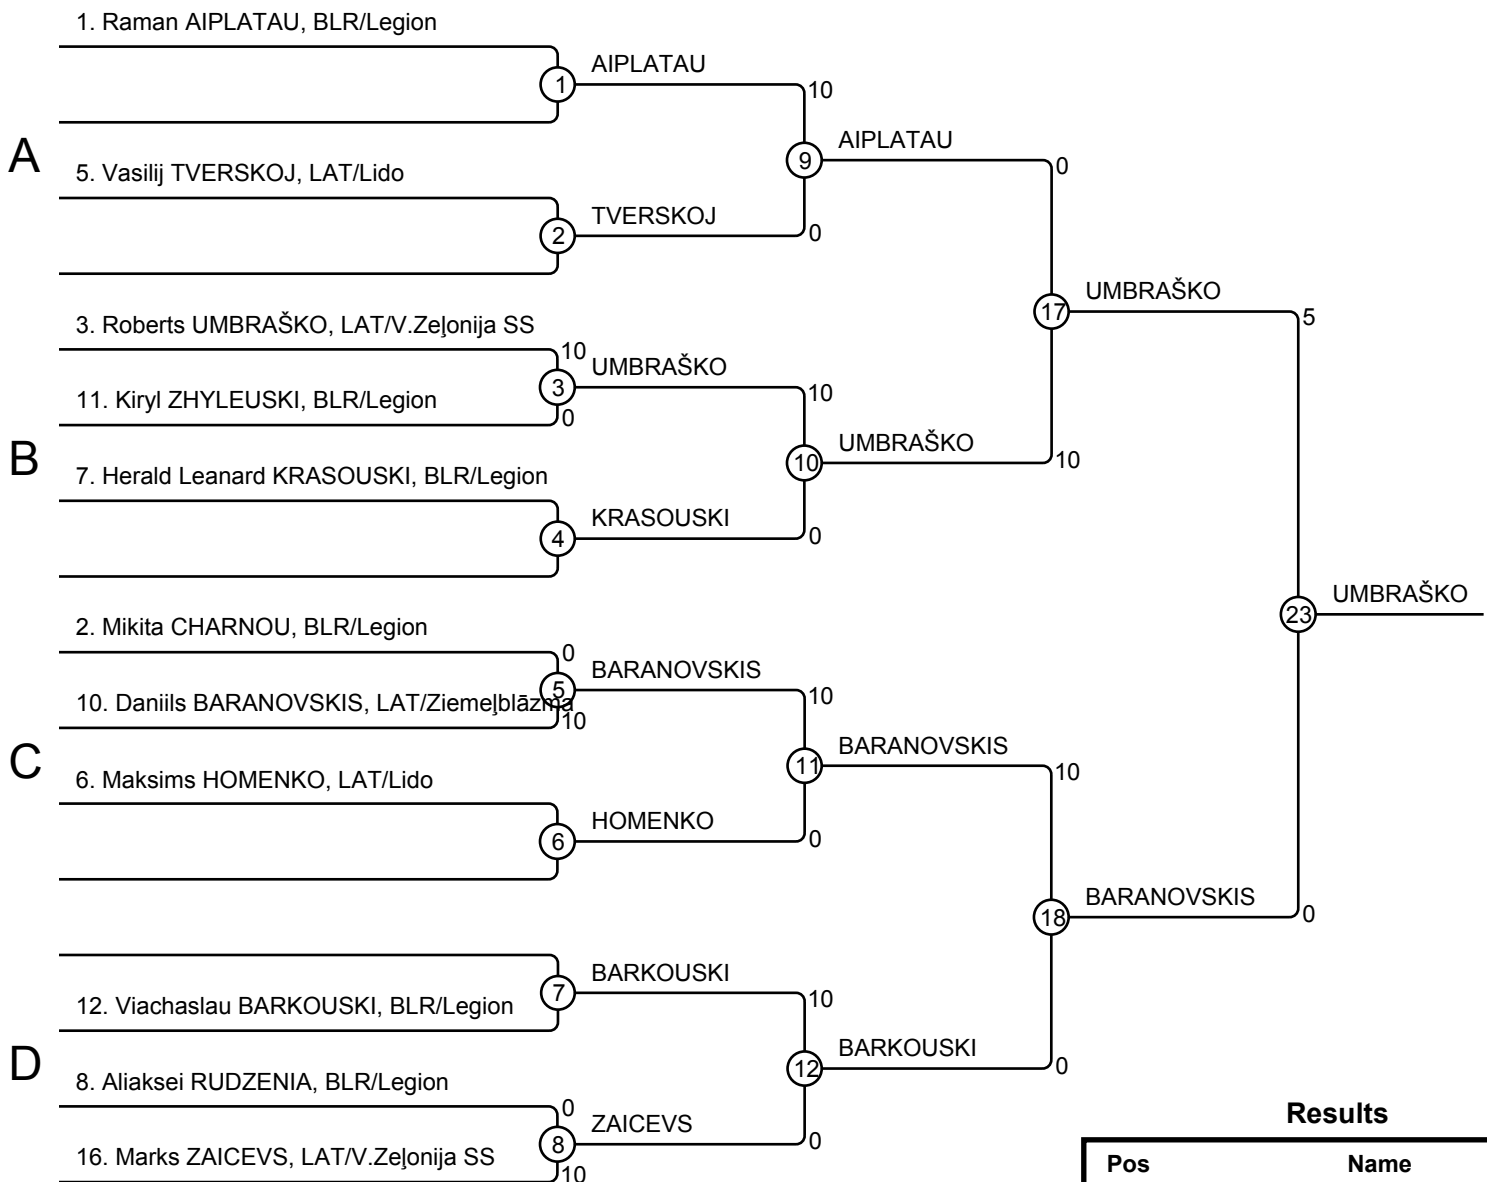 1. Raman AIPLATAU, BLR/Legion
AIPLATAU
1
10
A
AIPLATAU
9
0
5. Vasilij TVERSKOJ, LAT/Lido
TVERSKOJ
2
0
UMBRAŠKO
17
5
3. Roberts UMBRAŠKO, LAT/V.Zeļonija SS
10
UMBRAŠKO
3
10
11. Kiryl ZHYLEUSKI, BLR/Legion
0
B
UMBRAŠKO
10
10
7. Herald Leanard KRASOUSKI, BLR/Legion
KRASOUSKI
4
0
UMBRAŠKO
23
2. Mikita CHARNOU, BLR/Legion
0
BARANOVSKIS
5
10
10. Daniils BARANOVSKIS, LAT/Ziemeļblāzma
10
C
BARANOVSKIS
11
10
6. Maksims HOMENKO, LAT/Lido
HOMENKO
6
0
BARANOVSKIS
18
0
BARKOUSKI
7
10
12. Viachaslau BARKOUSKI, BLR/Legion
D
BARKOUSKI
12
0
8. Aliaksei RUDZENIA, BLR/Legion
0
ZAICEVS
8
0
16. Marks ZAICEVS, LAT/V.Zeļonija SS
10
Results
Pos Name